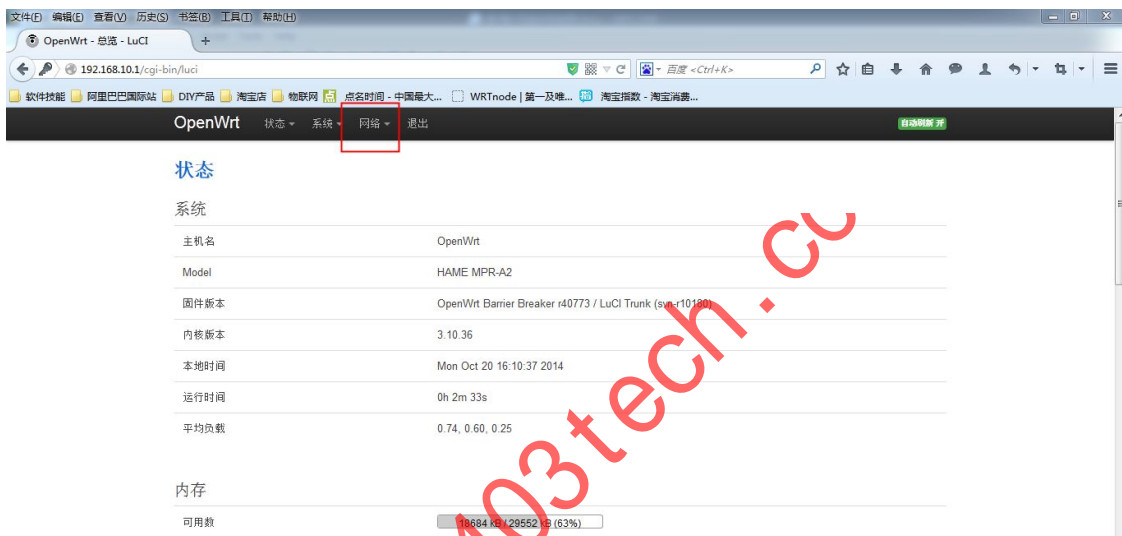 文件(F) 编辑(E) 查看(V) 历史(S) 书签(B) 工具(T) 帮助(H)
OpenWrt - 总览 - LuCI +
192.168.10.1/cgi-bin/luci 百度 <Ctrl+K>
软件技能 阿里巴巴国际站 DIY产品 淘宝店 物联网 点名时间 - 中国最大... WRTnode | 第一及唯... 淘宝指数 - 淘宝消费...
OpenWrt 状态 系统 网络 退出 自动刷新 开
状态
系统
主机名 OpenWrt
Model HAME MPR-A2
固件版本 OpenWrt Barrier Breaker r40773 / LuCI Trunk (svn-r10180)
内核版本 3.10.36
本地时间 Mon Oct 20 16:10:37 2014
运行时间 0h 2m 33s
平均负载 0.74, 0.60, 0.25
内存
可用数 18684 kB / 29552 kB (63%)